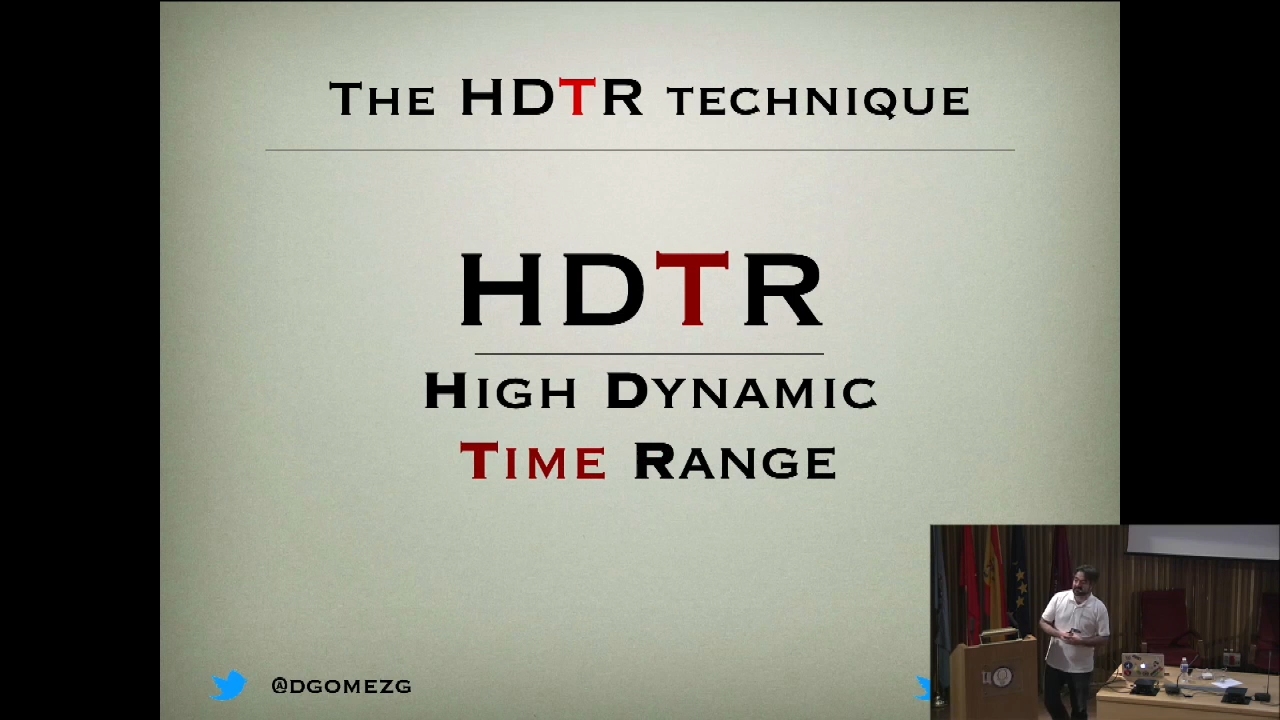 The HDTR technique
HDTR
High Dynamic
Time Range
@dgomezg